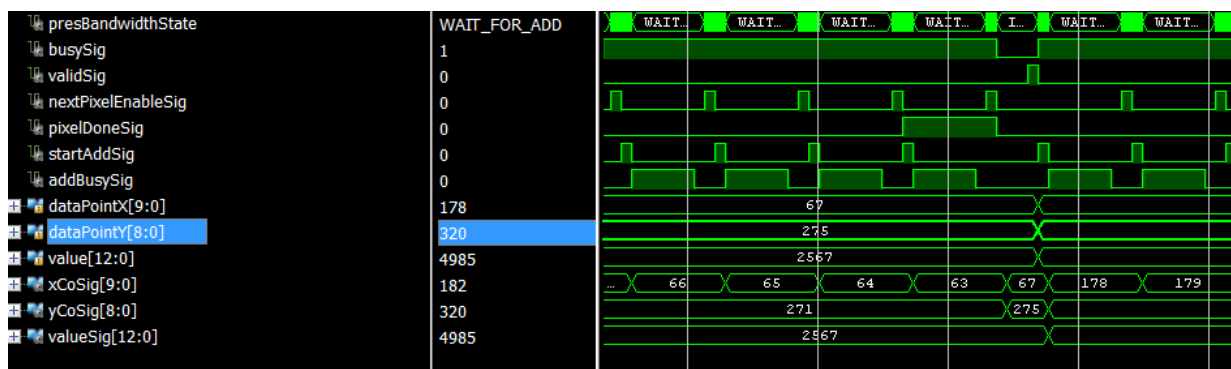 presBandwidthState WAIT_FOR_ADD WAIT… WAIT… WAIT… WAIT… I… WAIT… WAIT…
busySig 1
validSig 0
nextPixelEnableSig 0
pixelDoneSig 0
startAddSig 0
addBusySig 0
dataPointX[9:0] 178 67
dataPointY[8:0] 320 275
value[12:0] 4985 2567
xCoSig[9:0] 182 … 66 65 64 63 67 178 179
yCoSig[8:0] 320 271 275
valueSig[12:0] 4985 2567